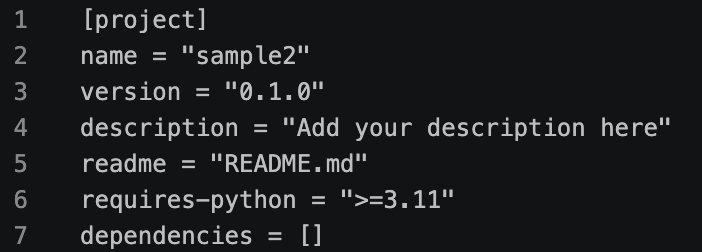 1 [project]
2 name = "sample2"
3 version = "0.1.0"
4 description = "Add your description here"
5 readme = "README.md"
6 requires-python = ">=3.11"
7 dependencies = []